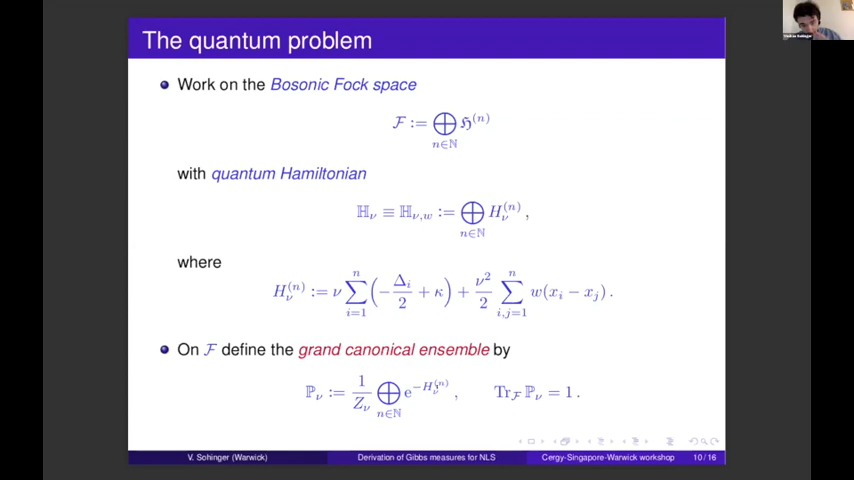 The quantum problem
Work on the Bosonic Fock space
ℱ := ⨁_{n∈ℕ} ℌ^{(n)}
with quantum Hamiltonian
ℍ_ν ≡ ℍ_{ν,w} := ⨁_{n∈ℕ} H_ν^{(n)} ,
where
H_ν^{(n)} := ν ∑_{i=1}^{n} (−Δ_i/2 + κ) + ν²/2 ∑_{i,j=1}^{n} w(x_i − x_j) .
On ℱ define the grand canonical ensemble by
ℙ_ν := 1/Z_ν ⨁_{n∈ℕ} e^{−H_ν^{(n)}} , Tr_ℱ ℙ_ν = 1 .
V. Sohinger (Warwick) Derivation of Gibbs measures for NLS Cergy-Singapore-Warwick workshop 10 / 16